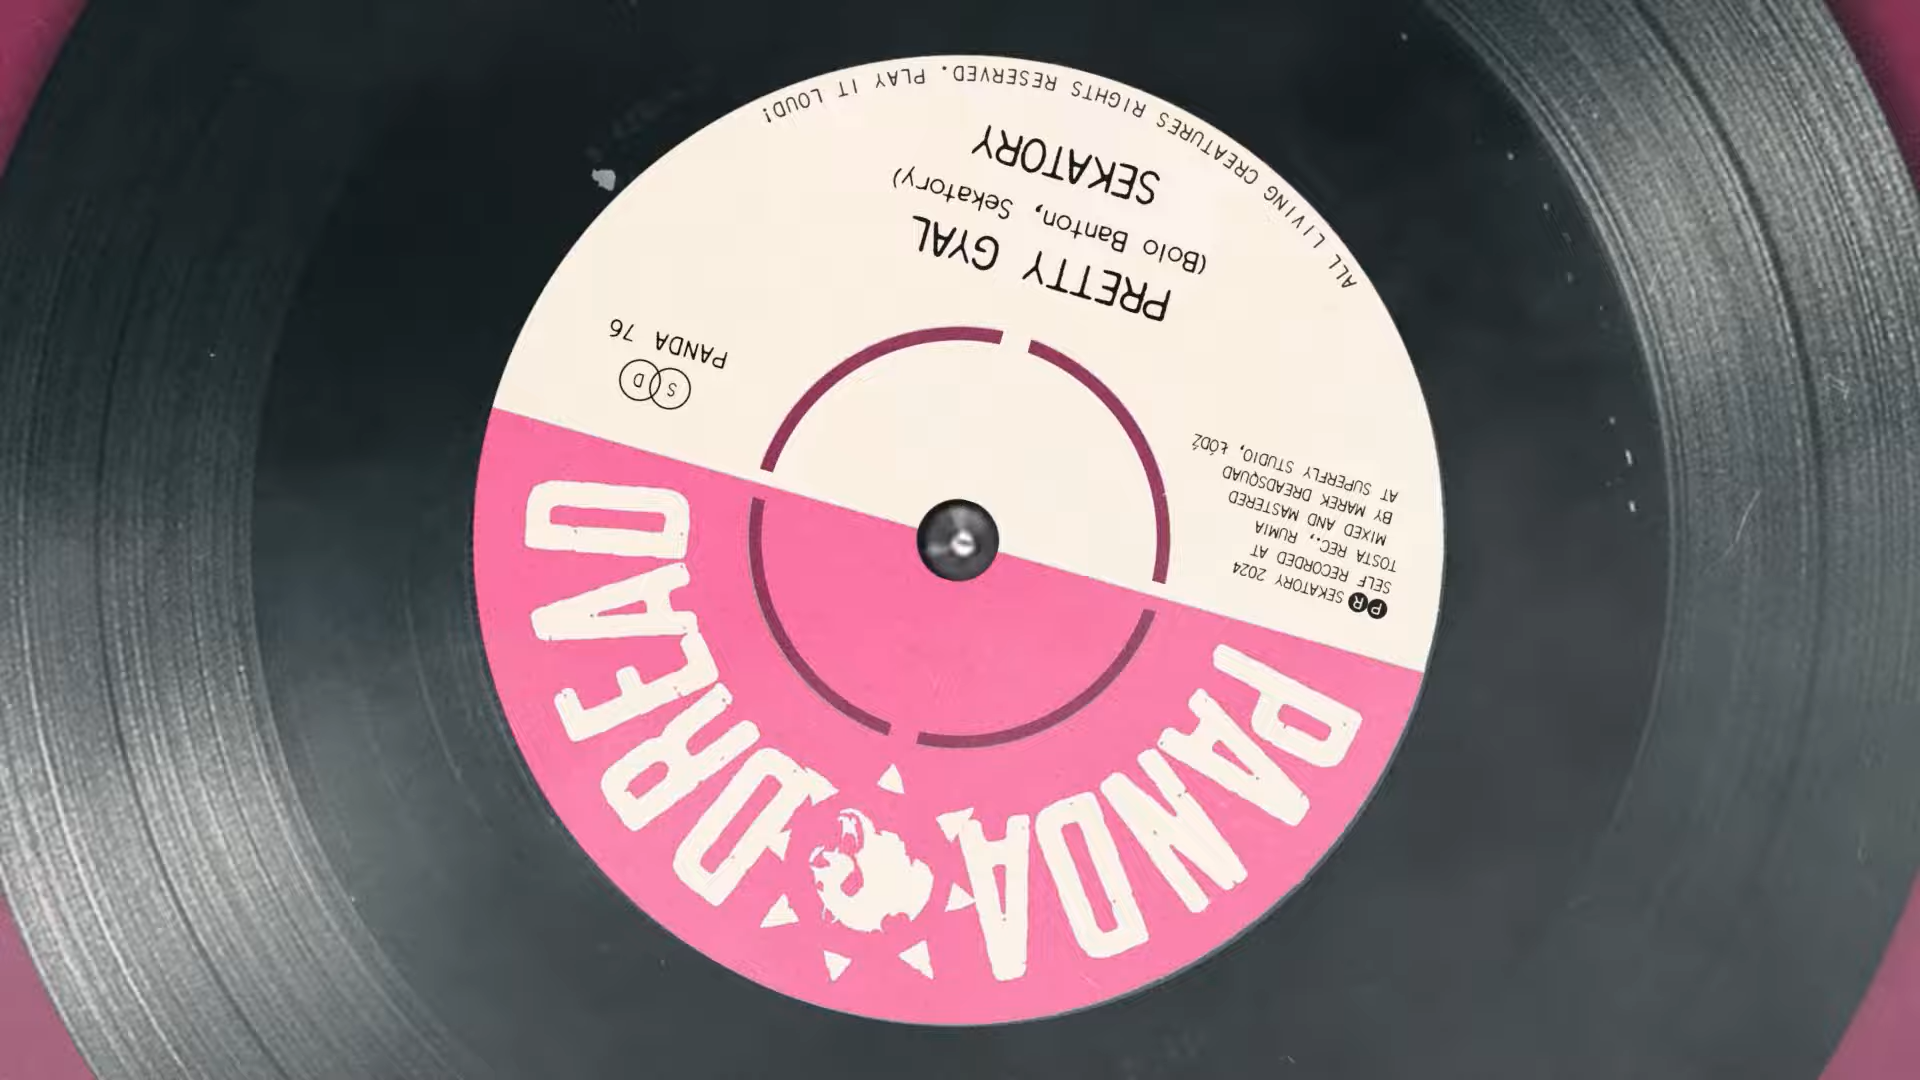 PANDA DREAD
Ⓟ Ⓡ SEKATORY 2024
SELF RECORDED AT
TOSTA REC., RUMIA
MIXED AND MASTERED
BY MAREK DREADSQUAD
AT SUPERFLY STUDIO, ŁÓDŹ
S D
PANDA 76
PRETTY GYAL
(Bolo Banton, Sekatory)
SEKATORY
ALL LIVING CREATURES RIGHTS RESERVED. PLAY IT LOUD!